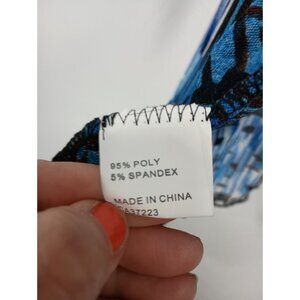 95% POLY
5% SPANDEX
MADE IN CHINA